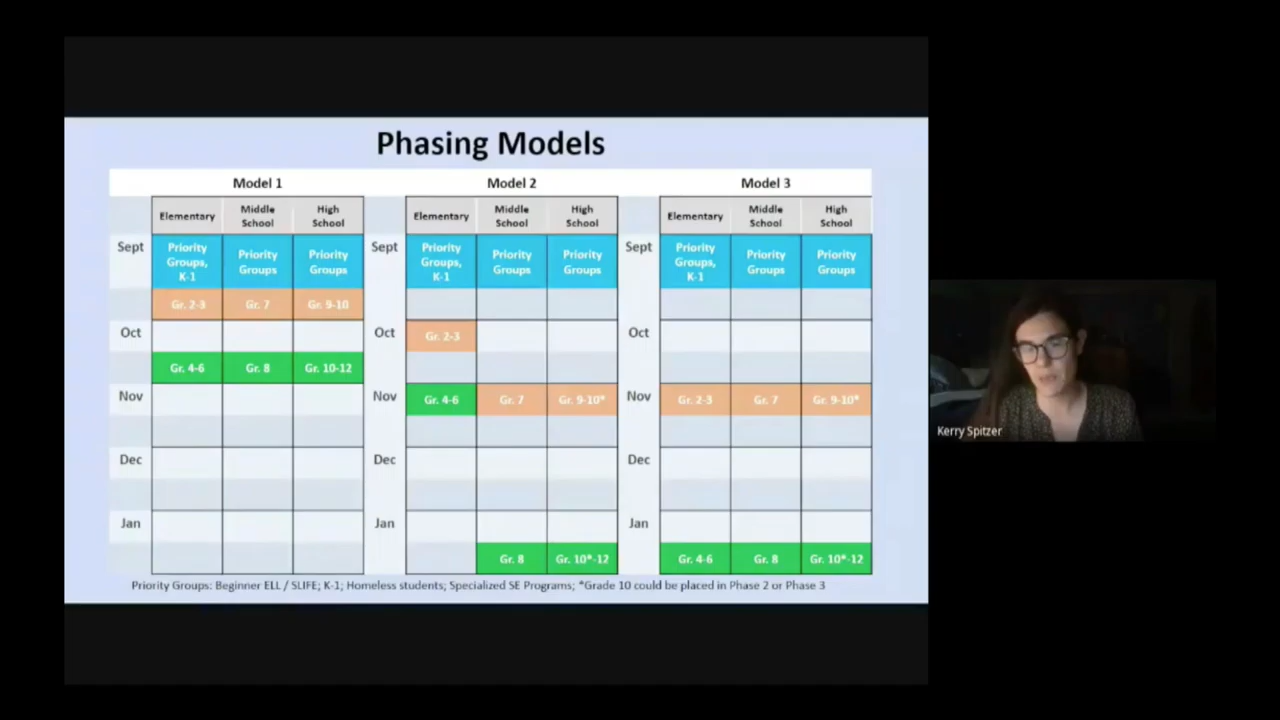 Phasing Models
Model 1 Model 2 Model 3
Elementary Middle School High School Elementary Middle School High School Elementary Middle School High School
Sept Priority Groups, K-1 Priority Groups Priority Groups Sept Priority Groups, K-1 Priority Groups Priority Groups Sept Priority Groups, K-1 Priority Groups Priority Groups
Gr. 2-3 Gr. 7 Gr. 9-10
Oct Oct Gr. 2-3 Oct
Gr. 4-6 Gr. 8 Gr. 10-12
Nov Nov Gr. 4-6 Gr. 7 Gr. 9-10* Nov Gr. 2-3 Gr. 7 Gr. 9-10*
Dec Dec Dec
Jan Jan Jan
Gr. 8 Gr. 10*-12 Gr. 4-6 Gr. 8 Gr. 10*-12
Priority Groups: Beginner ELL / SLIFE; K-1; Homeless students; Specialized SE Programs; *Grade 10 could be placed in Phase 2 or Phase 3
Kerry Spitzer